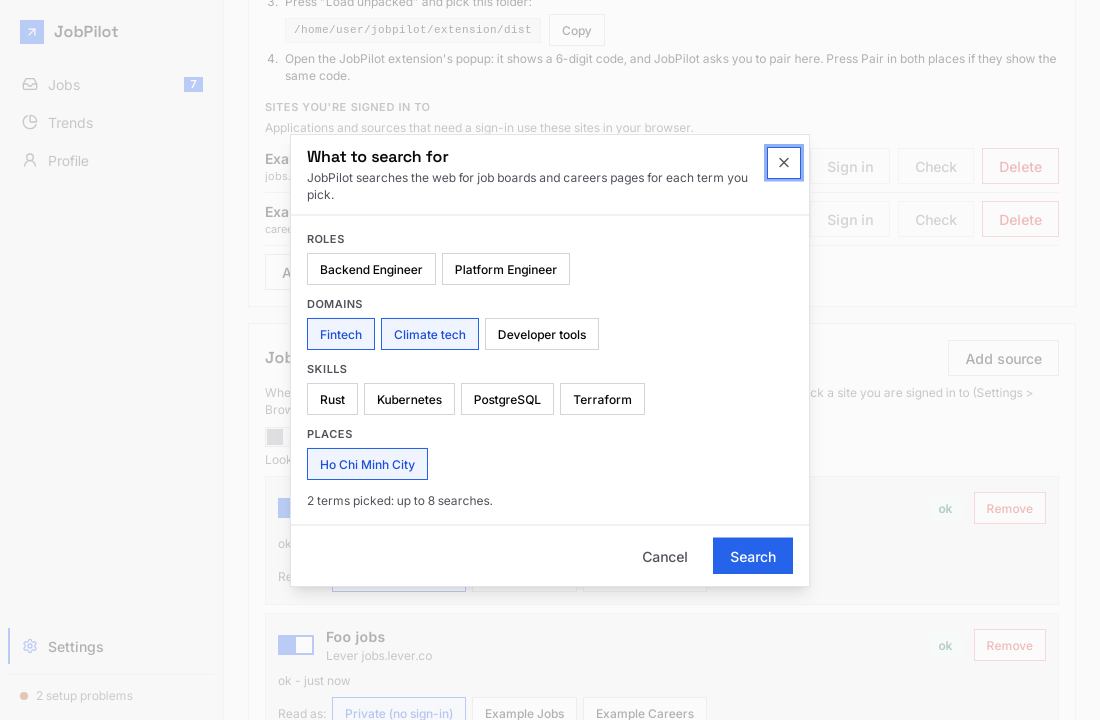 JobPilot
Jobs
7
Trends
Profile
Settings
2 setup problems
3. Press "Load unpacked" and pick this folder:
/home/user/jobpilot/extension/dist
Copy
4. Open the JobPilot extension's popup: it shows a 6-digit code, and JobPilot asks you to pair here. Press Pair in both places if they show the
same code.
SITES YOU'RE SIGNED IN TO
Applications and sources that need a sign-in use these sites in your browser.
Sign in
Check
Delete
Sign in
Check
Delete
What to search for
JobPilot searches the web for job boards and careers pages for each term you
pick.
ROLES
Backend Engineer
Platform Engineer
DOMAINS
Fintech
Climate tech
Developer tools
SKILLS
Rust
Kubernetes
PostgreSQL
Terraform
PLACES
Ho Chi Minh City
2 terms picked: up to 8 searches.
Cancel
Search
Add source
a site you are signed in to (Settings >
Look
ok
Remove
Foo jobs
Lever jobs.lever.co
ok
Remove
ok - just now
Read as:
Private (no sign-in)
Example Jobs
Example Careers